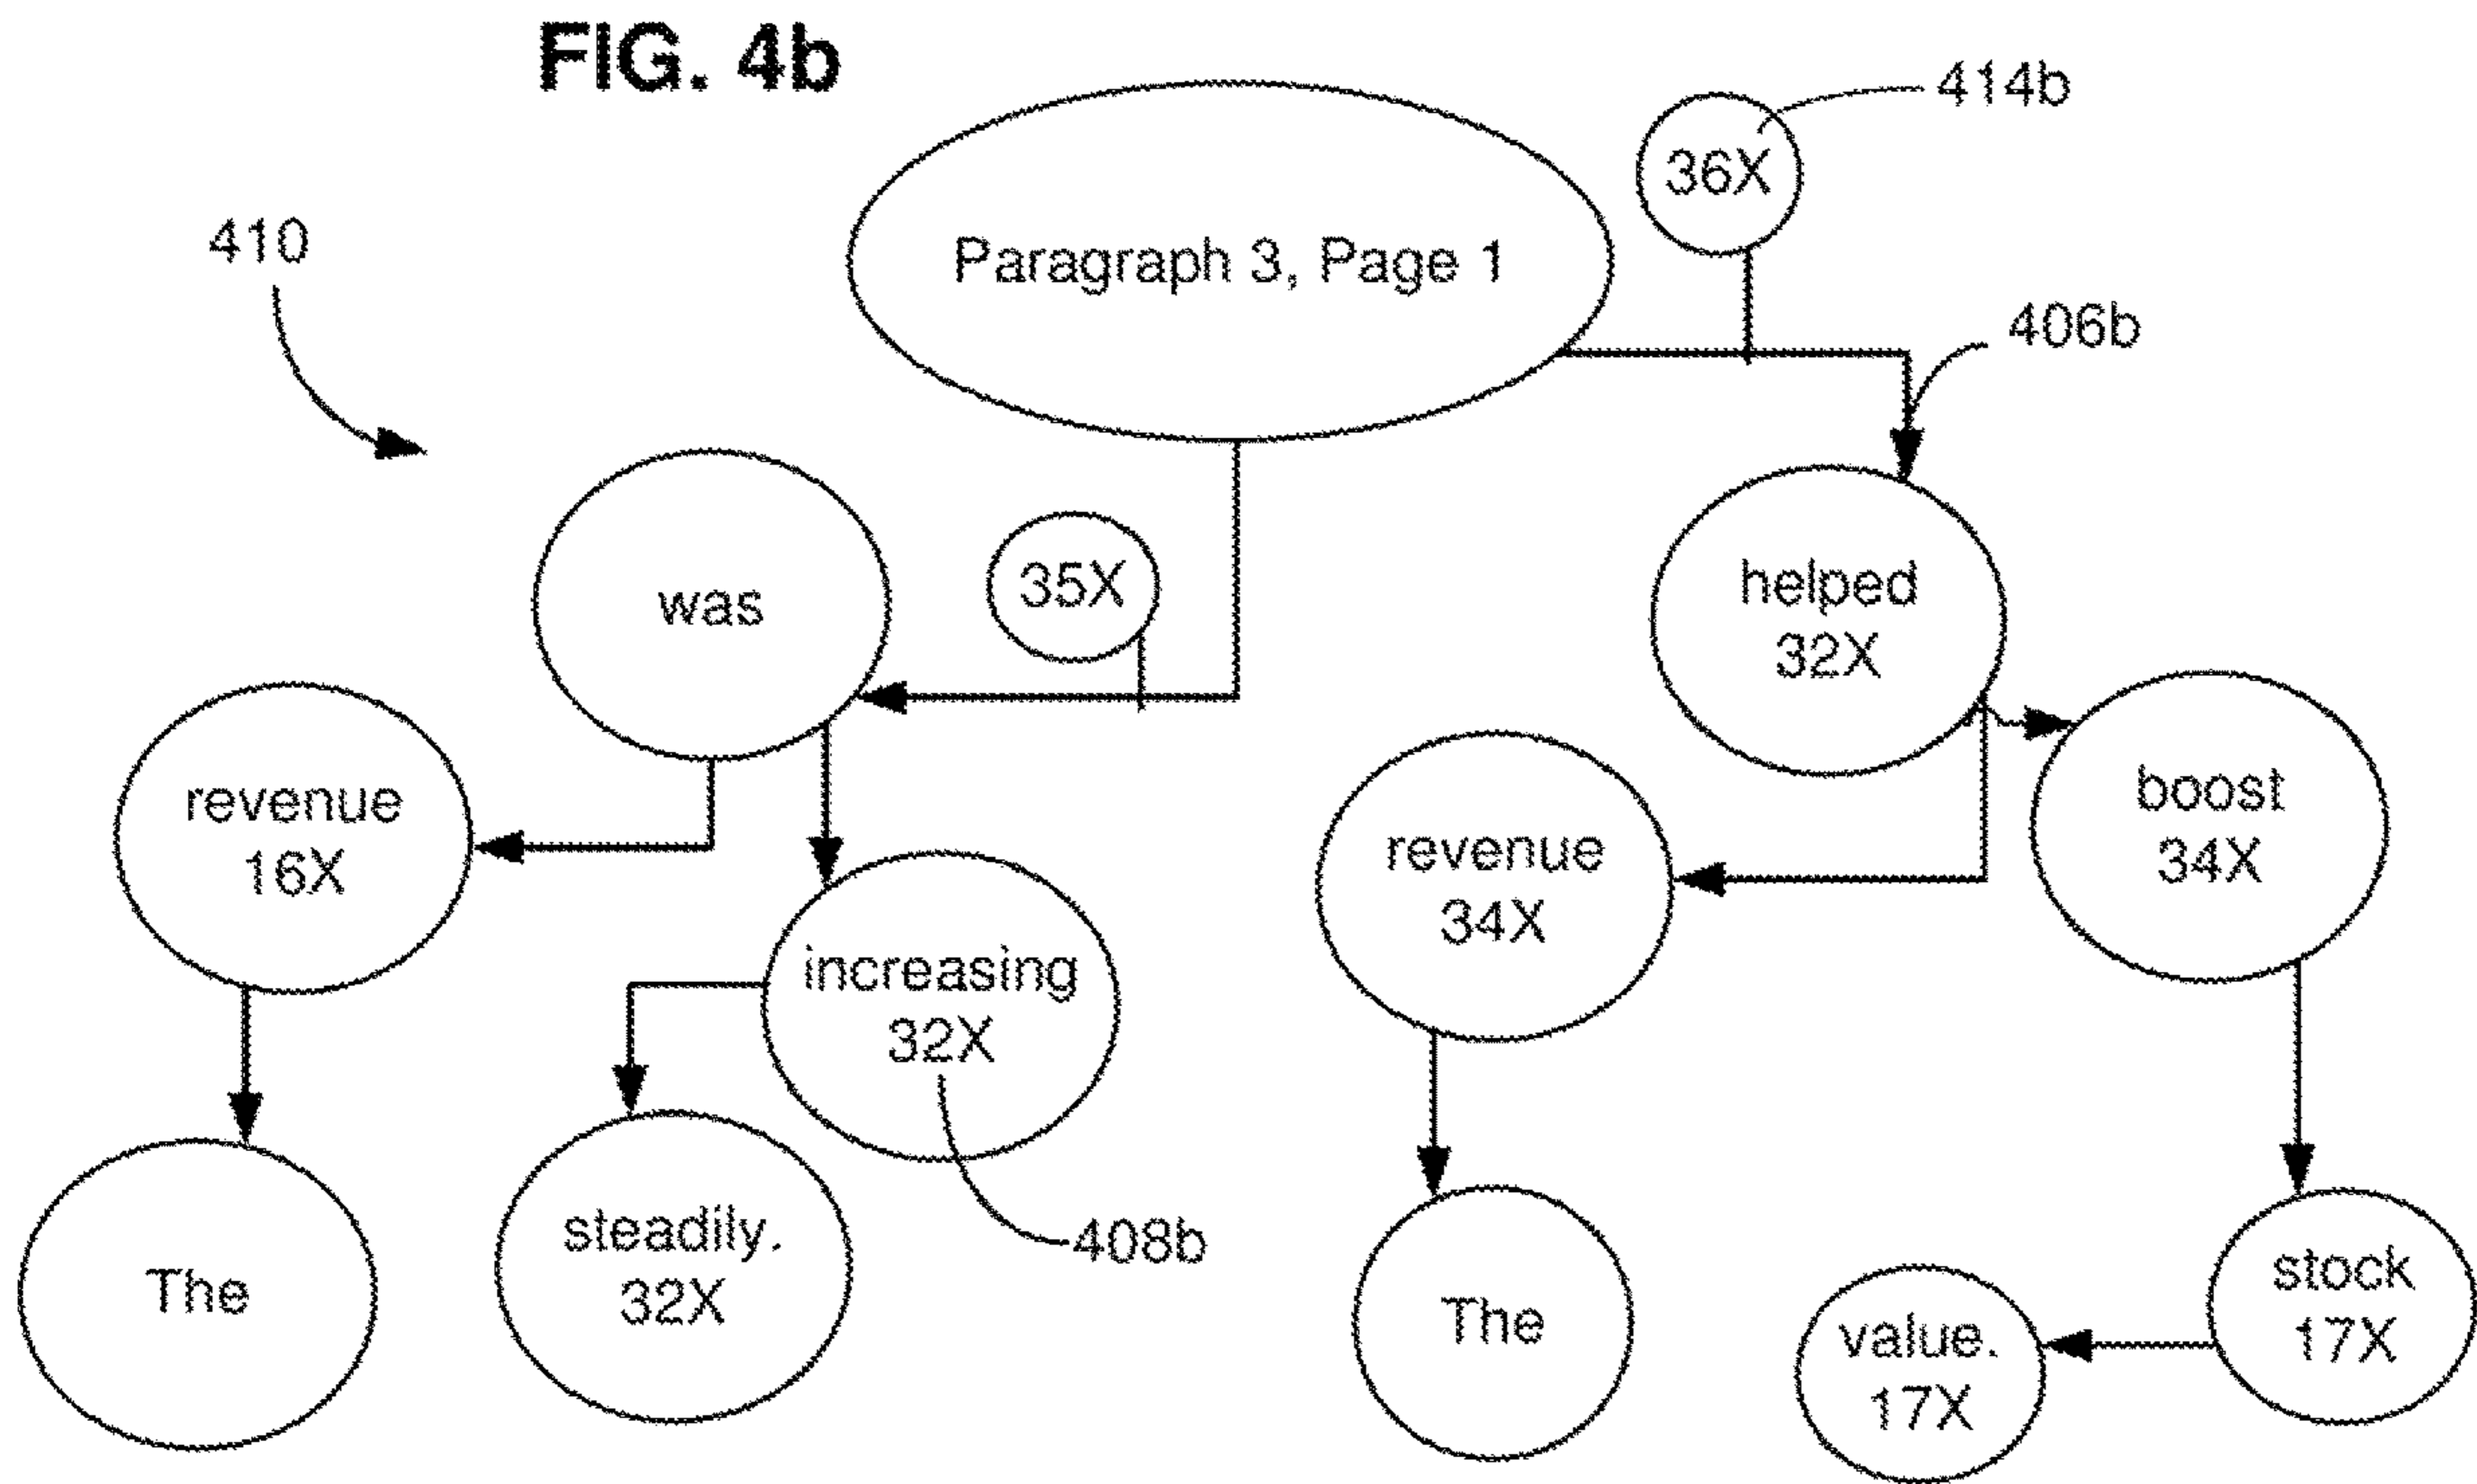 FIG. 4b
414b
36X
Paragraph 3, Page 1
410
406b
was
35X
helped
32X
revenue
16X
boost
34X
revenue
34X
increasing
32X
steadily.
32X
408b
The
The
stock
17X
value.
17X